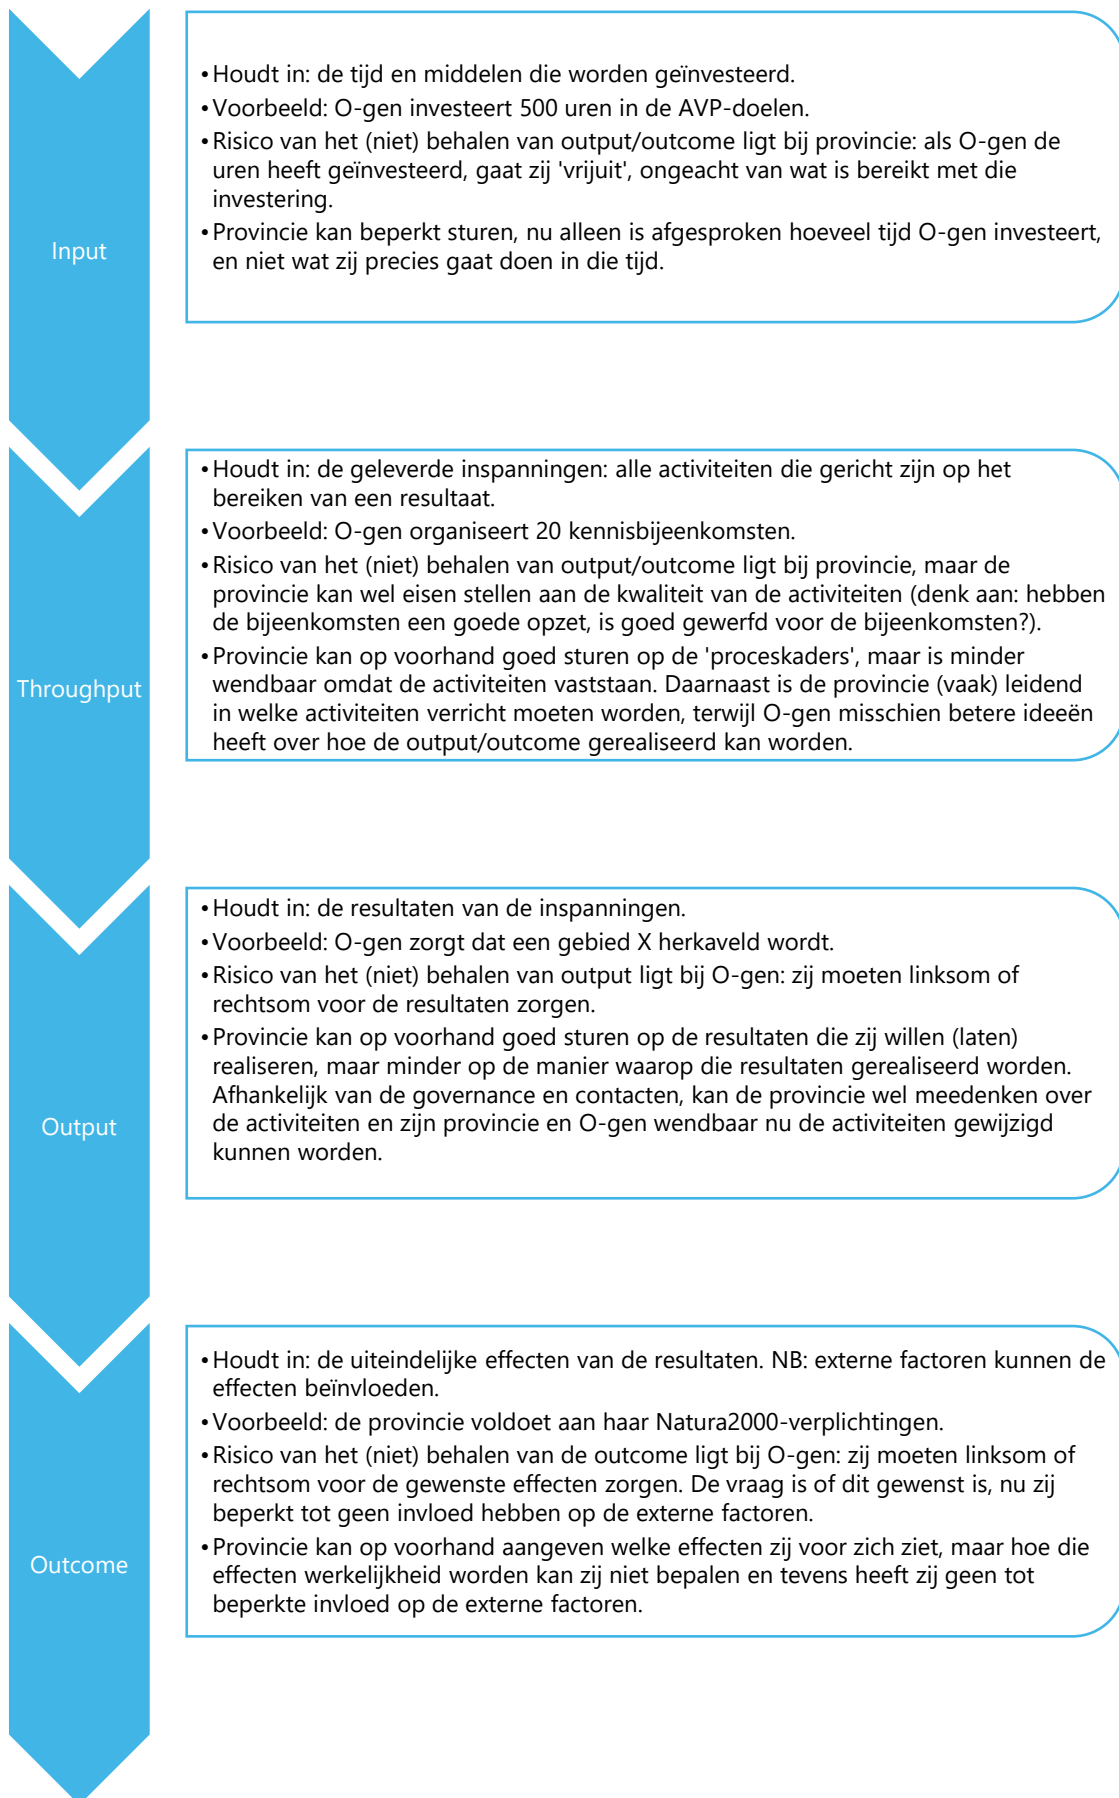 Input
• Houdt in: de tijd en middelen die worden geïnvesteerd.
• Voorbeeld: O-gen investeert 500 uren in de AVP-doelen.
• Risico van het (niet) behalen van output/outcome ligt bij provincie: als O-gen de
uren heeft geïnvesteerd, gaat zij 'vrijuit', ongeacht van wat is bereikt met die
investering.
• Provincie kan beperkt sturen, nu alleen is afgesproken hoeveel tijd O-gen investeert,
en niet wat zij precies gaat doen in die tijd.
Throughput
• Houdt in: de geleverde inspanningen: alle activiteiten die gericht zijn op het
bereiken van een resultaat.
• Voorbeeld: O-gen organiseert 20 kennisbijeenkomsten.
• Risico van het (niet) behalen van output/outcome ligt bij provincie, maar de
provincie kan wel eisen stellen aan de kwaliteit van de activiteiten (denk aan: hebben
de bijeenkomsten een goede opzet, is goed gewerfd voor de bijeenkomsten?).
• Provincie kan op voorhand goed sturen op de 'proceskaders', maar is minder
wendbaar omdat de activiteiten vaststaan. Daarnaast is de provincie (vaak) leidend
in welke activiteiten verricht moeten worden, terwijl O-gen misschien betere ideeën
heeft over hoe de output/outcome gerealiseerd kan worden.
Output
• Houdt in: de resultaten van de inspanningen.
• Voorbeeld: O-gen zorgt dat een gebied X herkaveld wordt.
• Risico van het (niet) behalen van output ligt bij O-gen: zij moeten linksom of
rechtsom voor de resultaten zorgen.
• Provincie kan op voorhand goed sturen op de resultaten die zij willen (laten)
realiseren, maar minder op de manier waarop die resultaten gerealiseerd worden.
Afhankelijk van de governance en contacten, kan de provincie wel meedenken over
de activiteiten en zijn provincie en O-gen wendbaar nu de activiteiten gewijzigd
kunnen worden.
Outcome
• Houdt in: de uiteindelijke effecten van de resultaten. NB: externe factoren kunnen de
effecten beïnvloeden.
• Voorbeeld: de provincie voldoet aan haar Natura2000-verplichtingen.
• Risico van het (niet) behalen van de outcome ligt bij O-gen: zij moeten linksom of
rechtsom voor de gewenste effecten zorgen. De vraag is of dit gewenst is, nu zij
beperkt tot geen invloed hebben op de externe factoren.
• Provincie kan op voorhand aangeven welke effecten zij voor zich ziet, maar hoe die
effecten werkelijkheid worden kan zij niet bepalen en tevens heeft zij geen tot
beperkte invloed op de externe factoren.